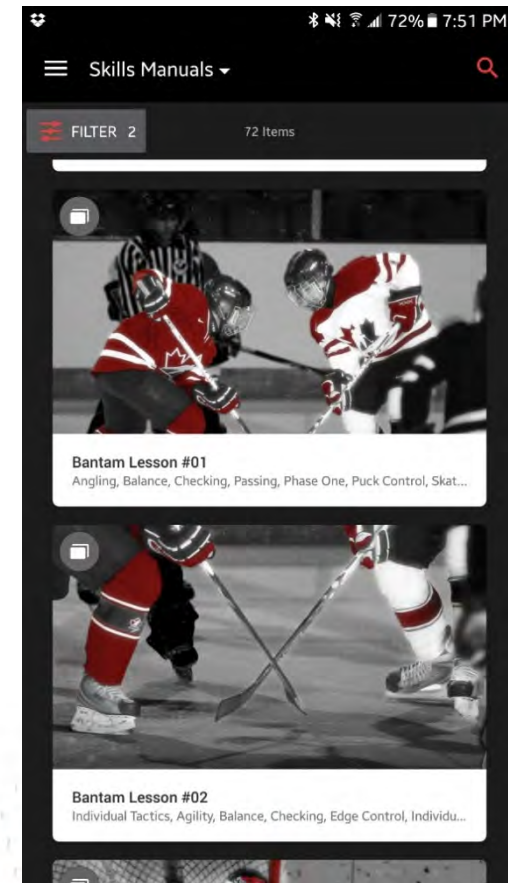 72% 7:51 PM
Skills Manuals
FILTER 2
72 Items
Bantam Lesson #01
Angling, Balance, Checking, Passing, Phase One, Puck Control, Skat...
Bantam Lesson #02
Individual Tactics, Agility, Balance, Checking, Edge Control, Individu...